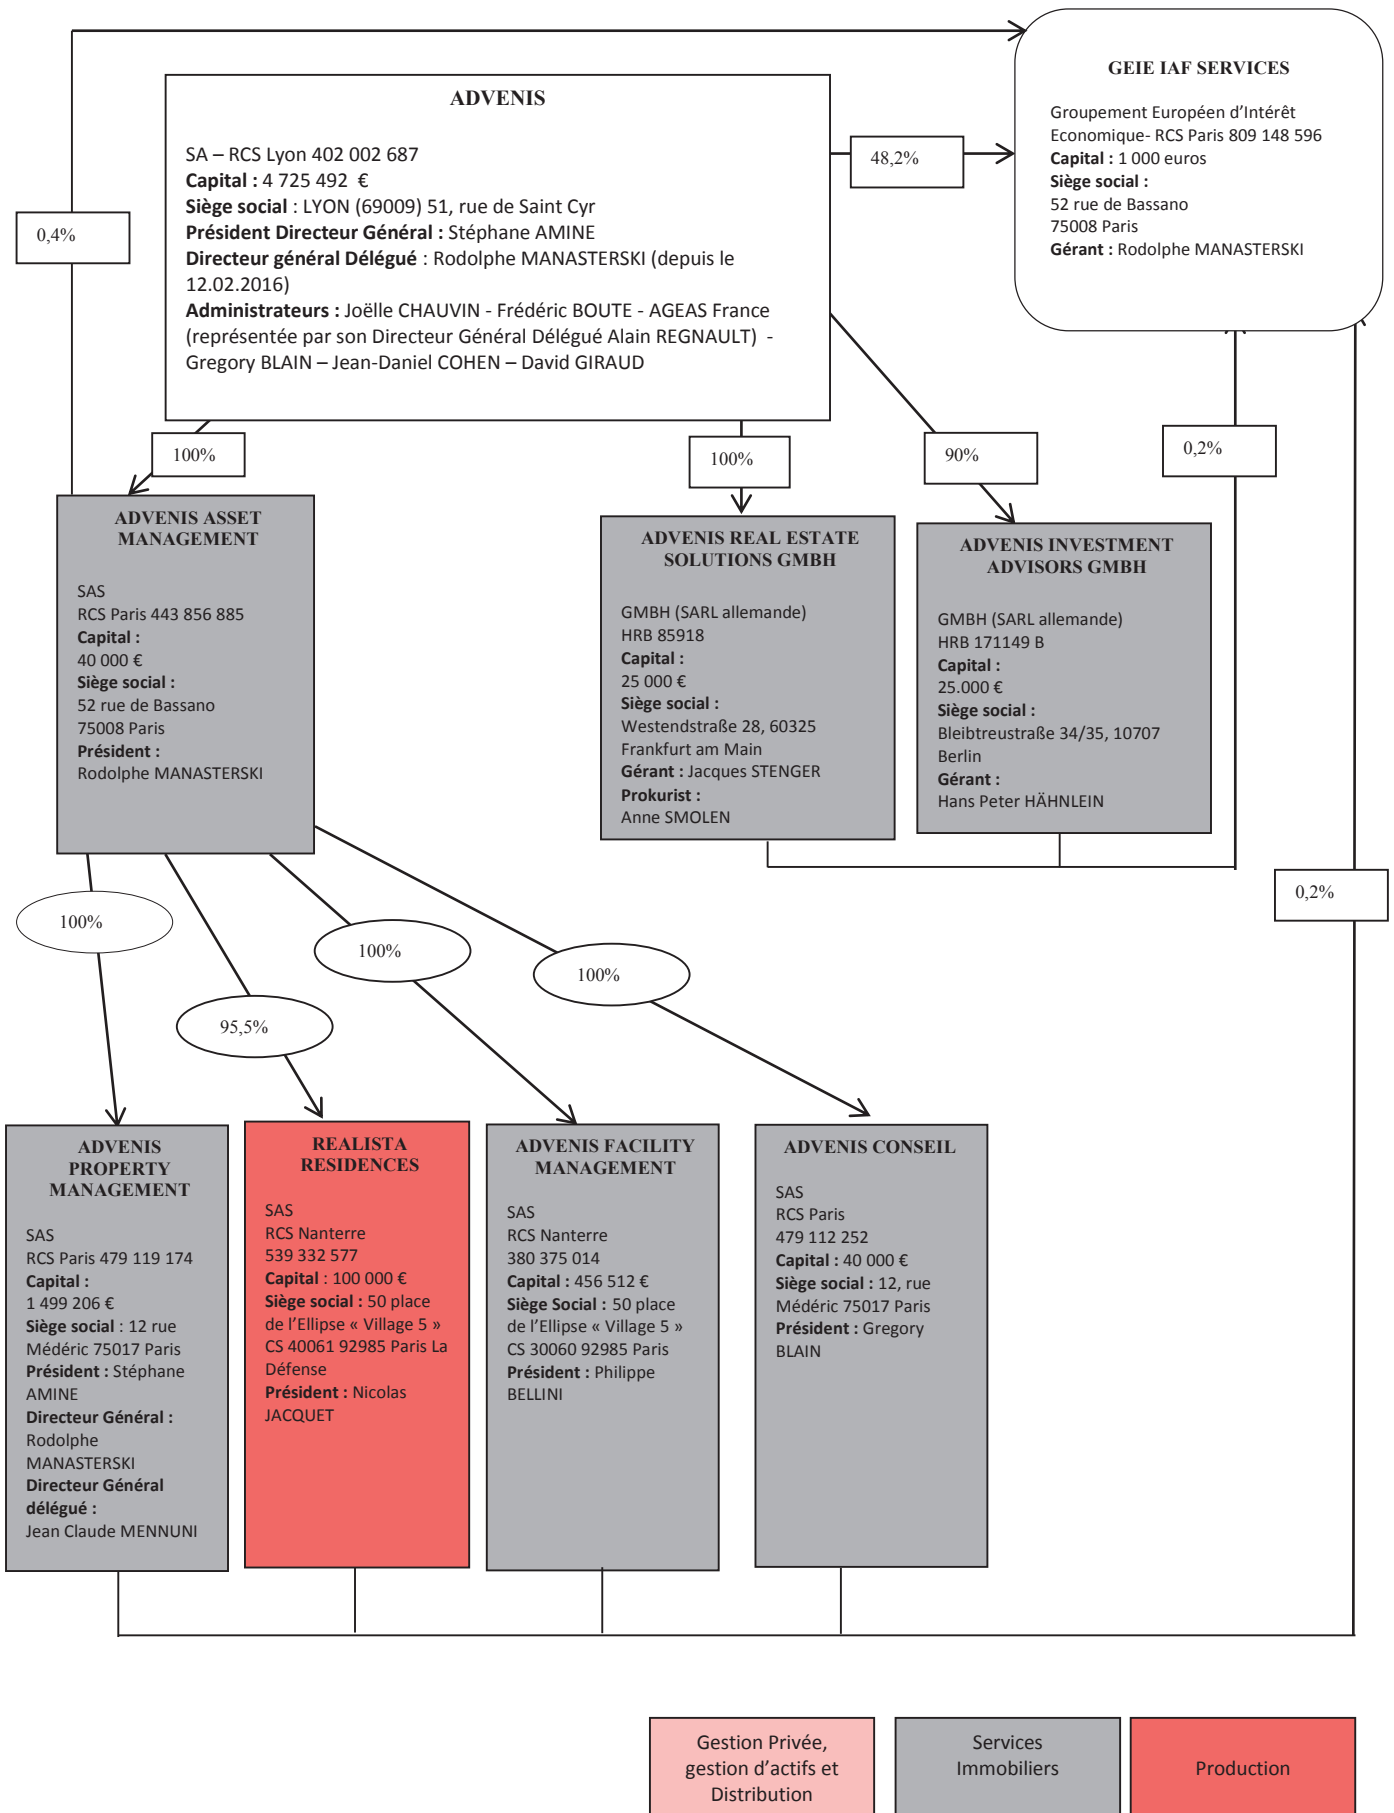 GEIE IAF SERVICES
Groupement Européen d'Intérêt
Economique- RCS Paris 809 148 596
Capital : 1 000 euros
Siège social :
52 rue de Bassano
75008 Paris
Gérant : Rodolphe MANASTERSKI
ADVENIS
SA – RCS Lyon 402 002 687
Capital : 4 725 492 €
Siège social : LYON (69009) 51, rue de Saint Cyr
Président Directeur Général : Stéphane AMINE
Directeur général Délégué : Rodolphe MANASTERSKI (depuis le
12.02.2016)
Administrateurs : Joëlle CHAUVIN - Frédéric BOUTE - AGEAS France
(représentée par son Directeur Général Délégué Alain REGNAULT) -
Gregory BLAIN – Jean-Daniel COHEN – David GIRAUD
48,2%
0,4%
100%
100%
90%
0,2%
ADVENIS ASSET
MANAGEMENT
SAS
RCS Paris 443 856 885
Capital :
40 000 €
Siège social :
52 rue de Bassano
75008 Paris
Président :
Rodolphe MANASTERSKI
ADVENIS REAL ESTATE
SOLUTIONS GMBH
GMBH (SARL allemande)
HRB 85918
Capital :
25 000 €
Siège social :
Westendstraße 28, 60325
Frankfurt am Main
Gérant : Jacques STENGER
Prokurist :
Anne SMOLEN
ADVENIS INVESTMENT
ADVISORS GMBH
GMBH (SARL allemande)
HRB 171149 B
Capital :
25.000 €
Siège social :
Bleibtreustraße 34/35, 10707
Berlin
Gérant :
Hans Peter HÄHNLEIN
0,2%
100%
100%
100%
95,5%
ADVENIS
PROPERTY
MANAGEMENT
SAS
RCS Paris 479 119 174
Capital :
1 499 206 €
Siège social : 12 rue
Médéric 75017 Paris
Président : Stéphane
AMINE
Directeur Général :
Rodolphe
MANASTERSKI
Directeur Général
délégué :
Jean Claude MENNUNI
REALISTA
RESIDENCES
SAS
RCS Nanterre
539 332 577
Capital : 100 000 €
Siège social : 50 place
de l'Ellipse « Village 5 »
CS 40061 92985 Paris La
Défense
Président : Nicolas
JACQUET
ADVENIS FACILITY
MANAGEMENT
SAS
RCS Nanterre
380 375 014
Capital : 456 512 €
Siège Social : 50 place
de l'Ellipse « Village 5 »
CS 30060 92985 Paris
Président : Philippe
BELLINI
ADVENIS CONSEIL
SAS
RCS Paris
479 112 252
Capital : 40 000 €
Siège social : 12, rue
Médéric 75017 Paris
Président : Gregory
BLAIN
Gestion Privée,
gestion d'actifs et
Distribution
Services
Immobiliers
Production